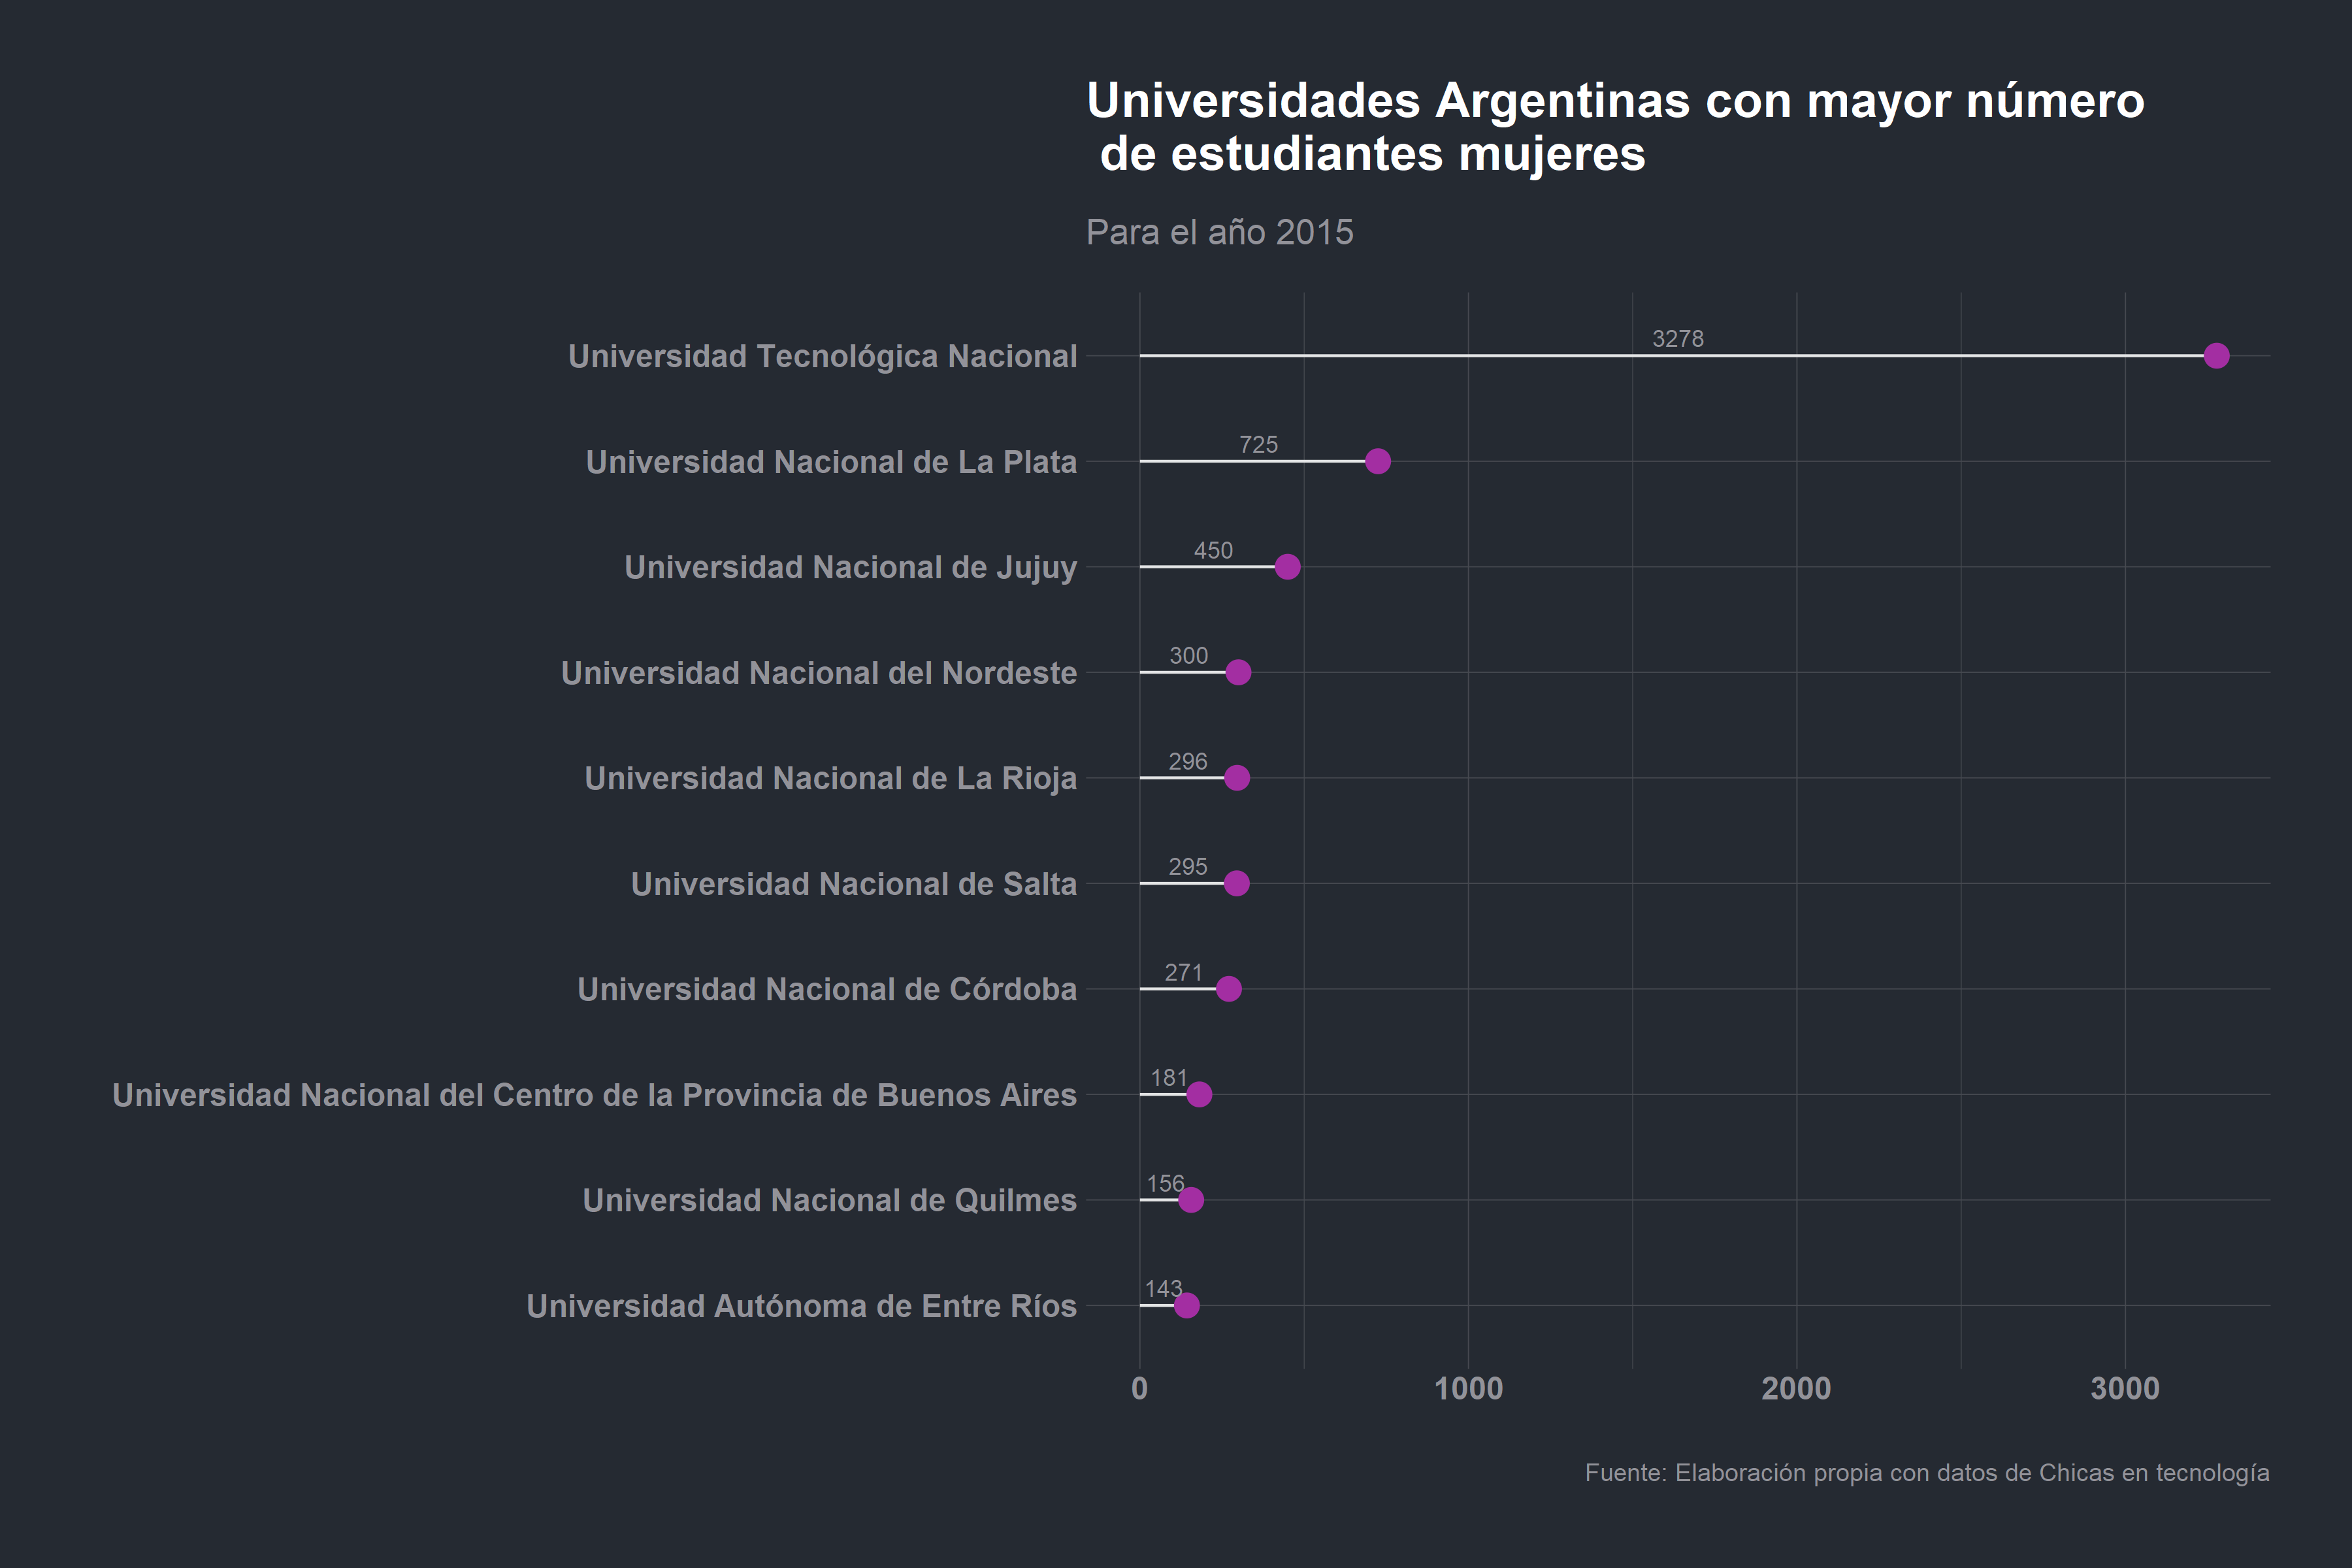 Universidades Argentinas con mayor número
de estudiantes mujeres
Para el año 2015
Universidad Tecnológica Nacional 3278
Universidad Nacional de La Plata 725
Universidad Nacional de Jujuy 450
Universidad Nacional del Nordeste 300
Universidad Nacional de La Rioja 296
Universidad Nacional de Salta 295
Universidad Nacional de Córdoba 271
Universidad Nacional del Centro de la Provincia de Buenos Aires 181
Universidad Nacional de Quilmes 156
Universidad Autónoma de Entre Ríos 143
0 1000 2000 3000
Fuente: Elaboración propia con datos de Chicas en tecnología